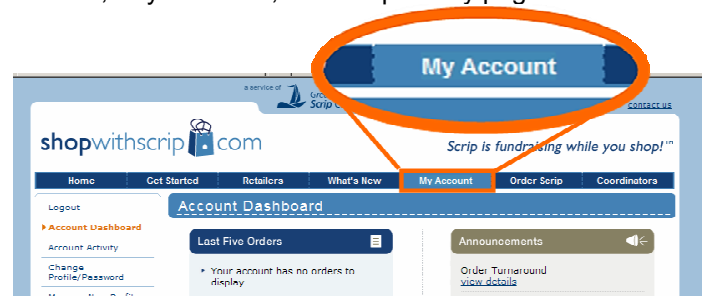 My Account
a service of
Scrip
contact us
shopwithscrip.com
Scrip is fundraising while you shop!™
Home Get Started Retailers What's New My Account Order Scrip Coordinators
Logout
Account Dashboard
Account Dashboard
Account Activity
Change
Profile/Password
Last Five Orders
Your account has no orders to
display
Announcements
Order Turnaround
view details